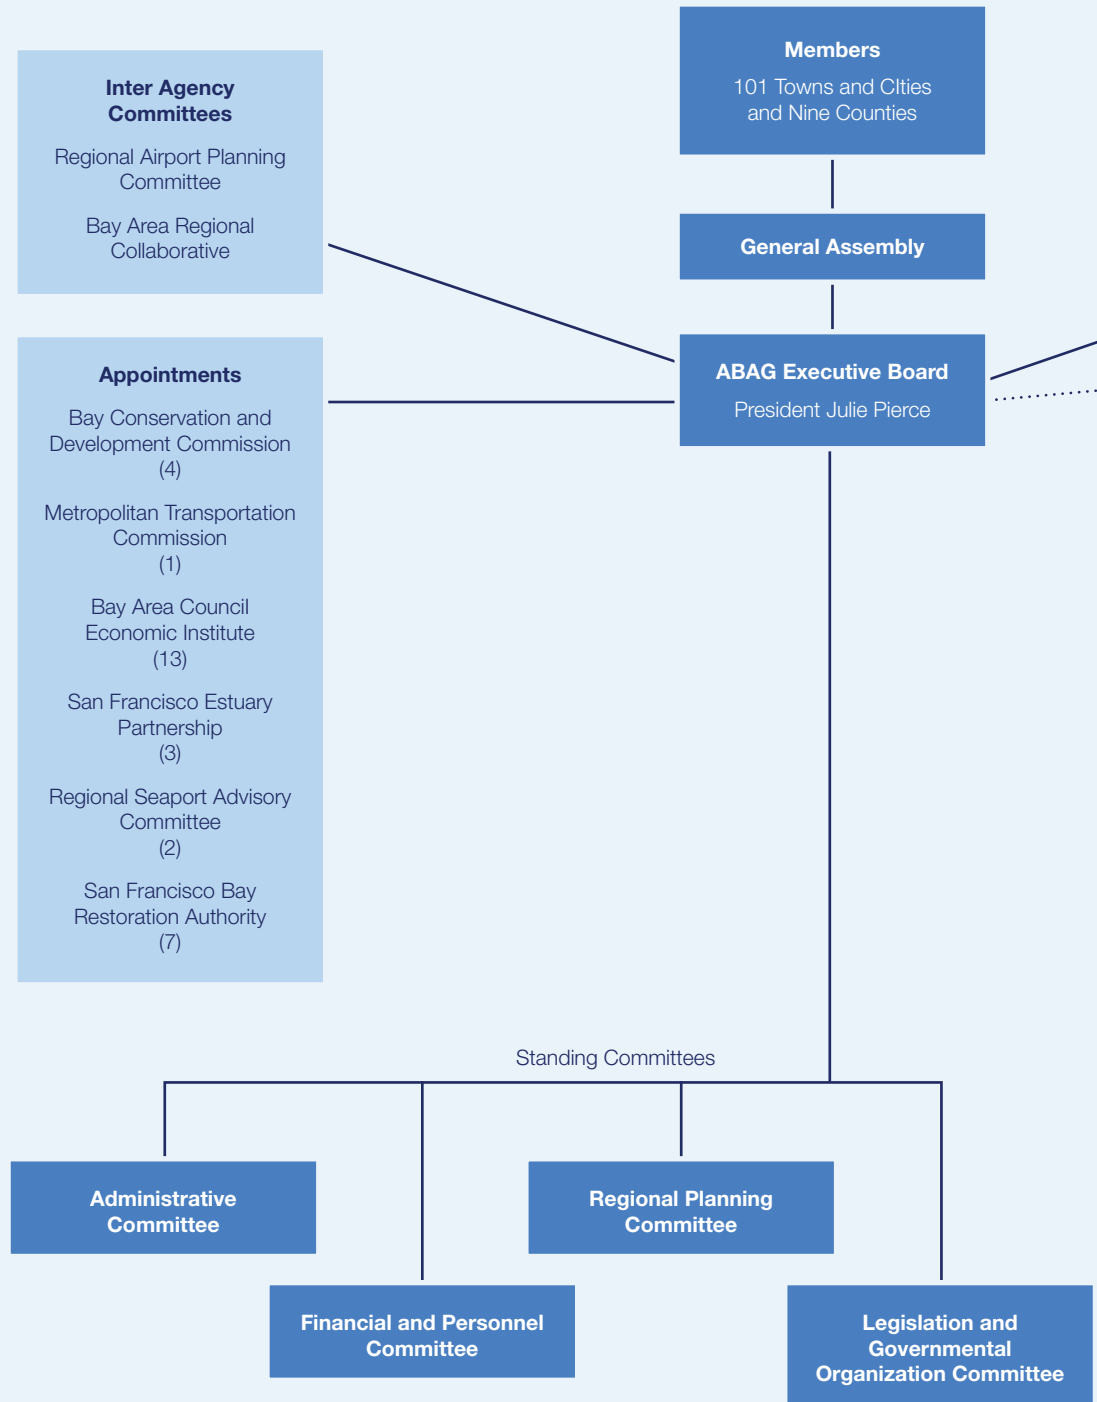 Inter Agency
Committees
Regional Airport Planning
Committee
Bay Area Regional
Collaborative
Appointments
Bay Conservation and
Development Commission
(4)
Metropolitan Transportation
Commission
(1)
Bay Area Council
Economic Institute
(13)
San Francisco Estuary
Partnership
(3)
Regional Seaport Advisory
Committee
(2)
San Francisco Bay
Restoration Authority
(7)
Members
101 Towns and CIties
and Nine Counties
General Assembly
ABAG Executive Board
President Julie Pierce
Standing Committees
Administrative
Committee
Financial and Personnel
Committee
Regional Planning
Committee
Legislation and
Governmental
Organization Committee